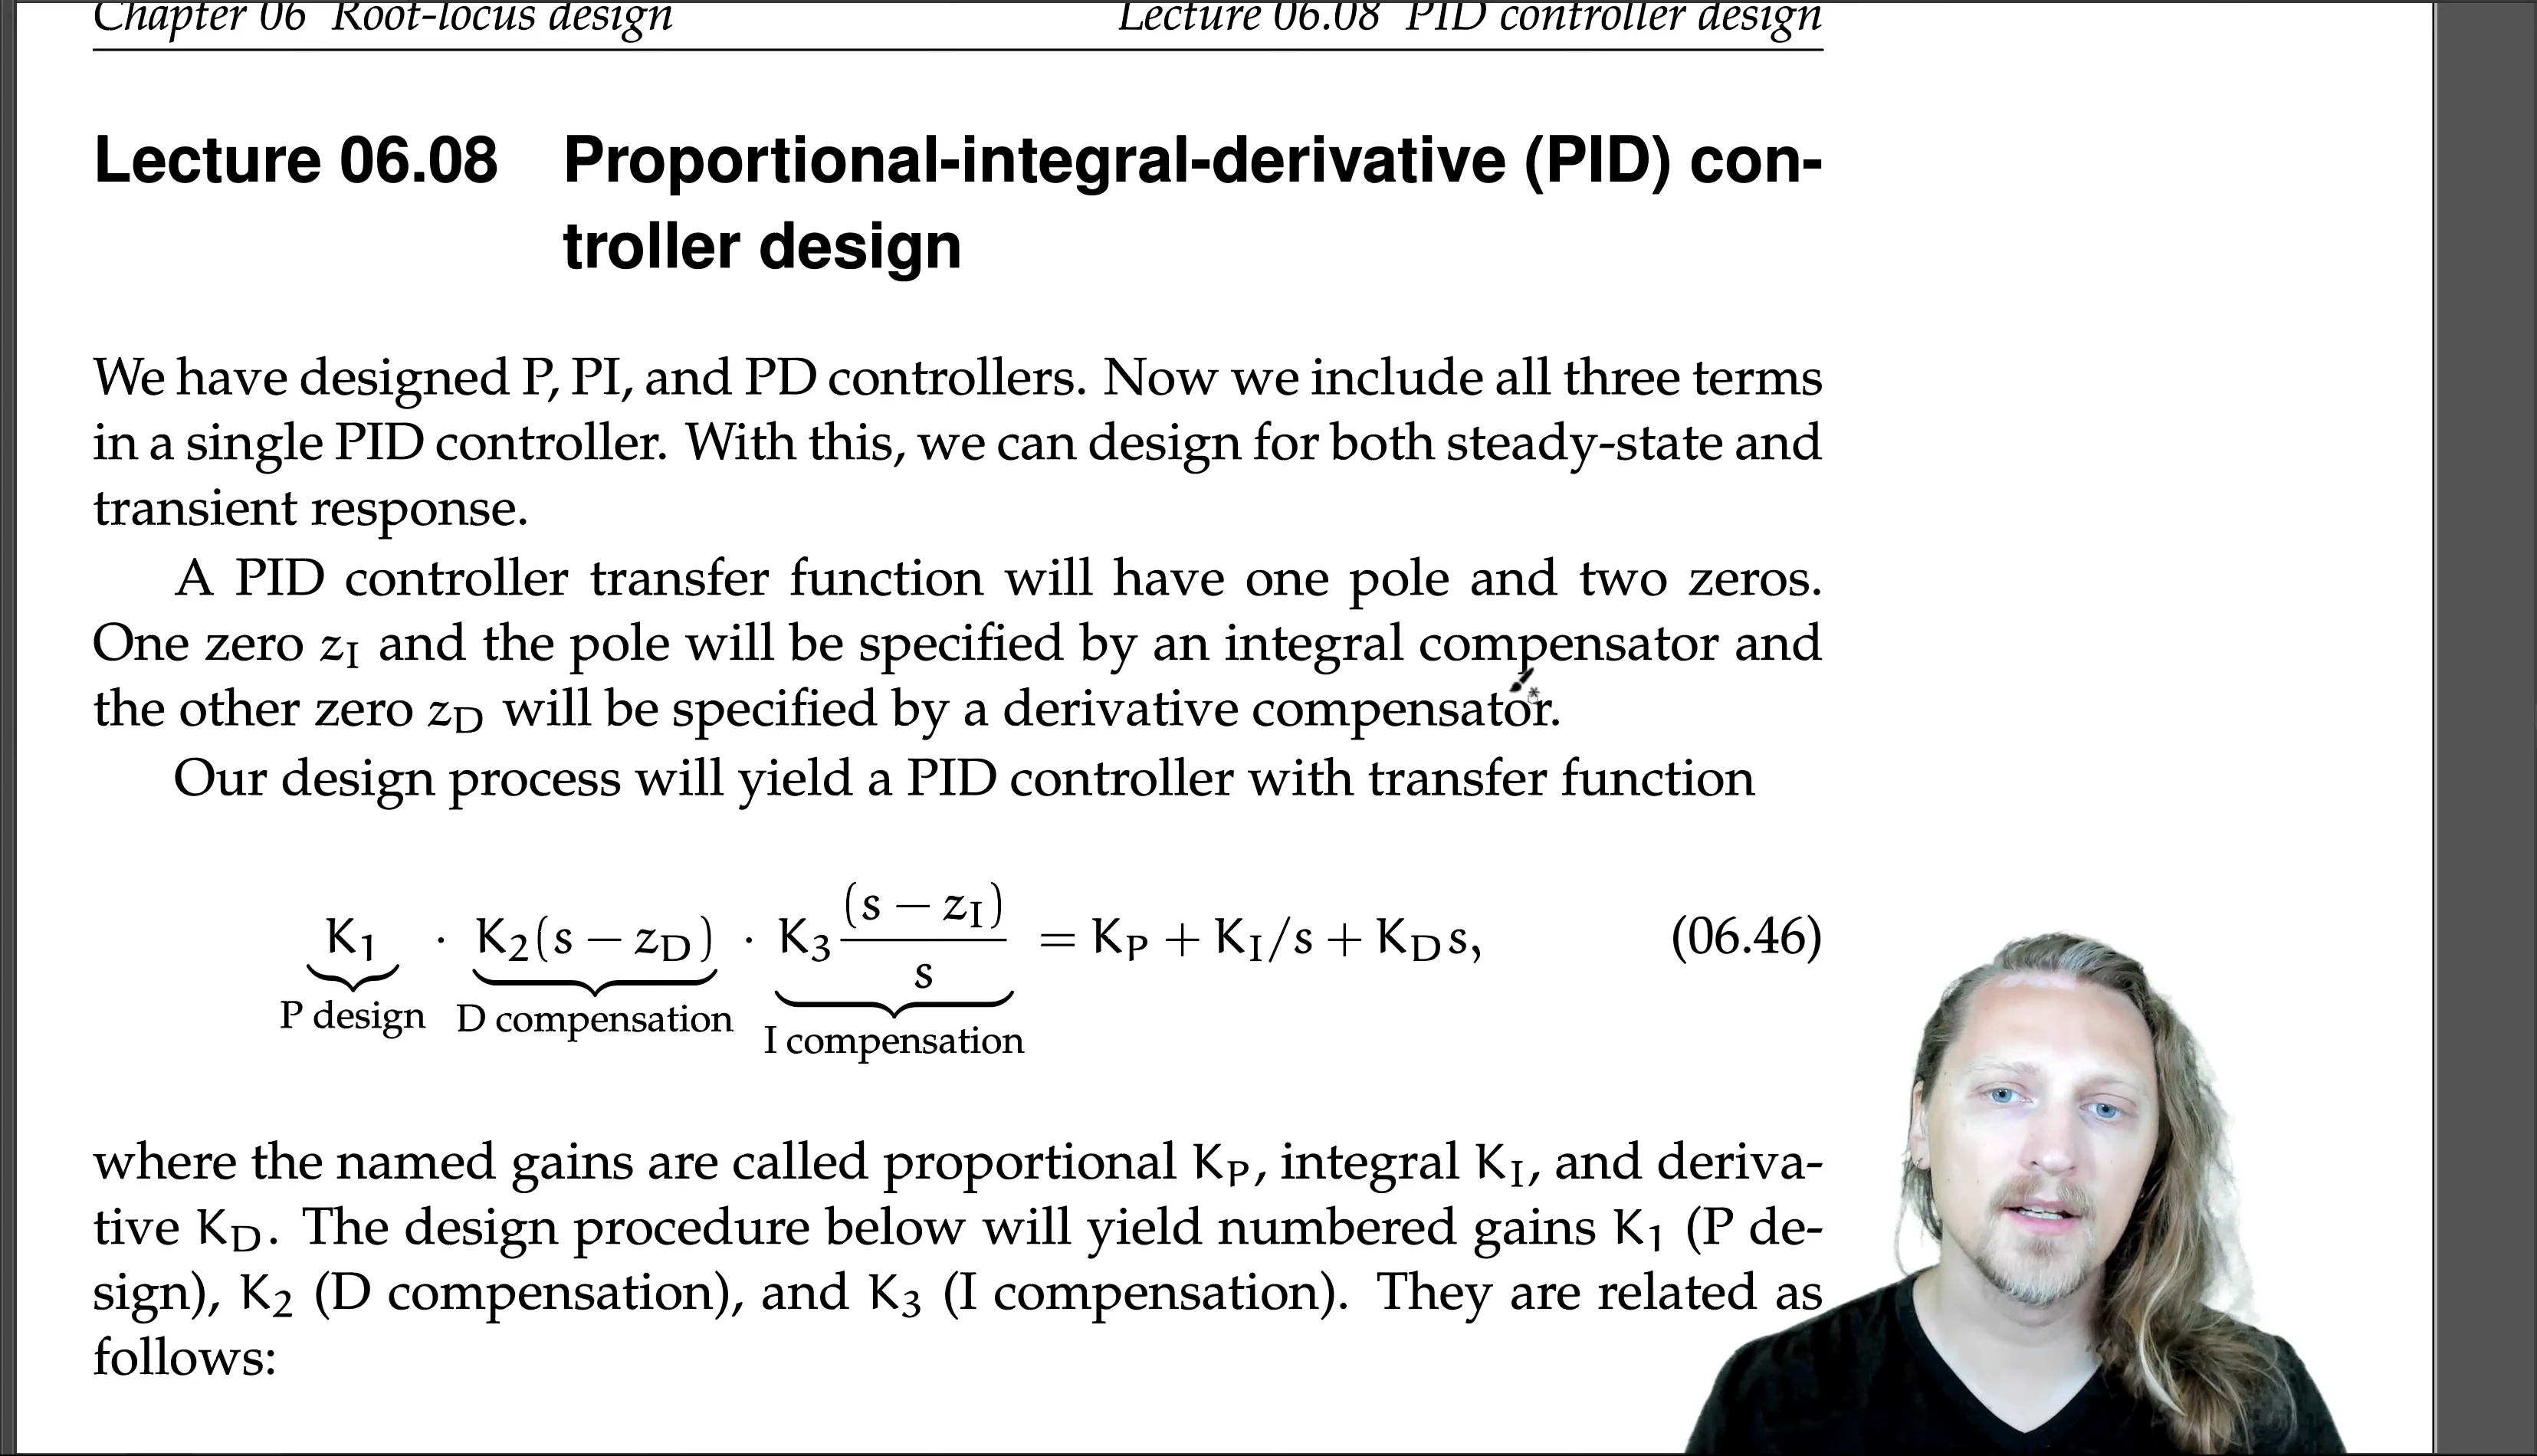 Chapter 06 Root-locus design Lecture 06.08 PID controller design
Lecture 06.08 Proportional-integral-derivative (PID) con-
troller design
We have designed P, PI, and PD controllers. Now we include all three terms
in a single PID controller. With this, we can design for both steady-state and
transient response.
A PID controller transfer function will have one pole and two zeros.
One zero z_I and the pole will be specified by an integral compensator and
the other zero z_D will be specified by a derivative compensator.
Our design process will yield a PID controller with transfer function
K_1 · K_2(s − z_D) · K_3 (s − z_I)/s = K_P + K_I/s + K_D s, (06.46)
P design D compensation I compensation
where the named gains are called proportional K_P, integral K_I, and deriva-
tive K_D. The design procedure below will yield numbered gains K_1 (P de-
sign), K_2 (D compensation), and K_3 (I compensation). They are related as
follows: